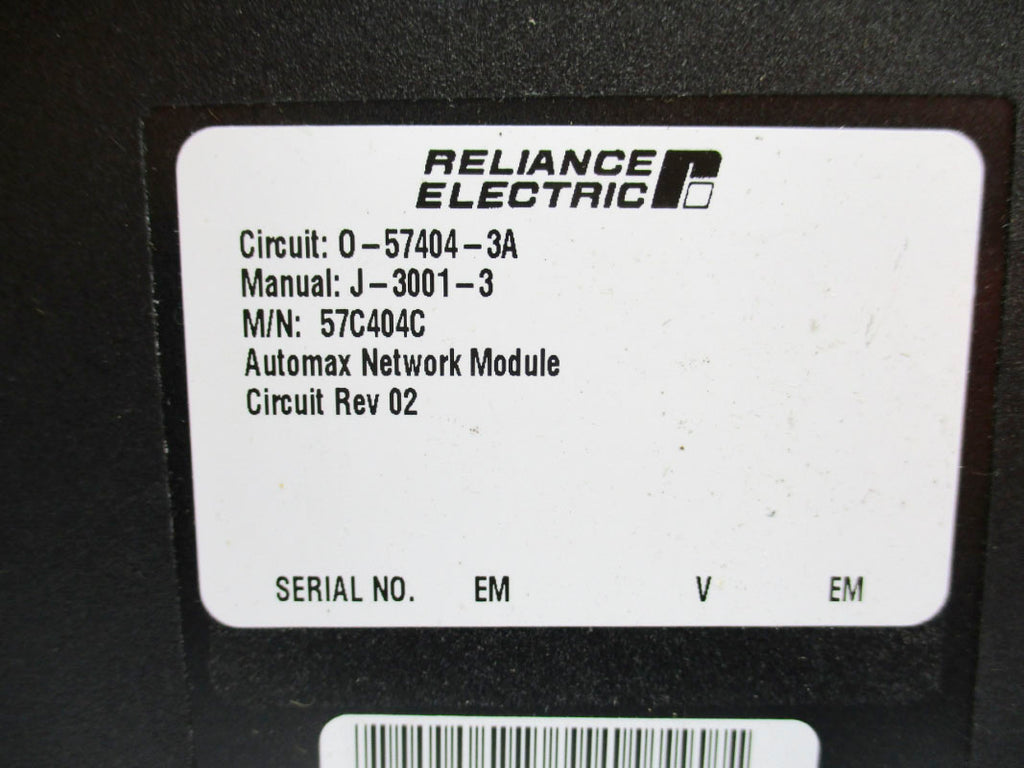 RELIANCE
ELECTRIC
Circuit: 0-57404-3A
Manual: J-3001-3
M/N: 57C404C
Automax Network Module
Circuit Rev 02
SERIAL NO. EM V EM